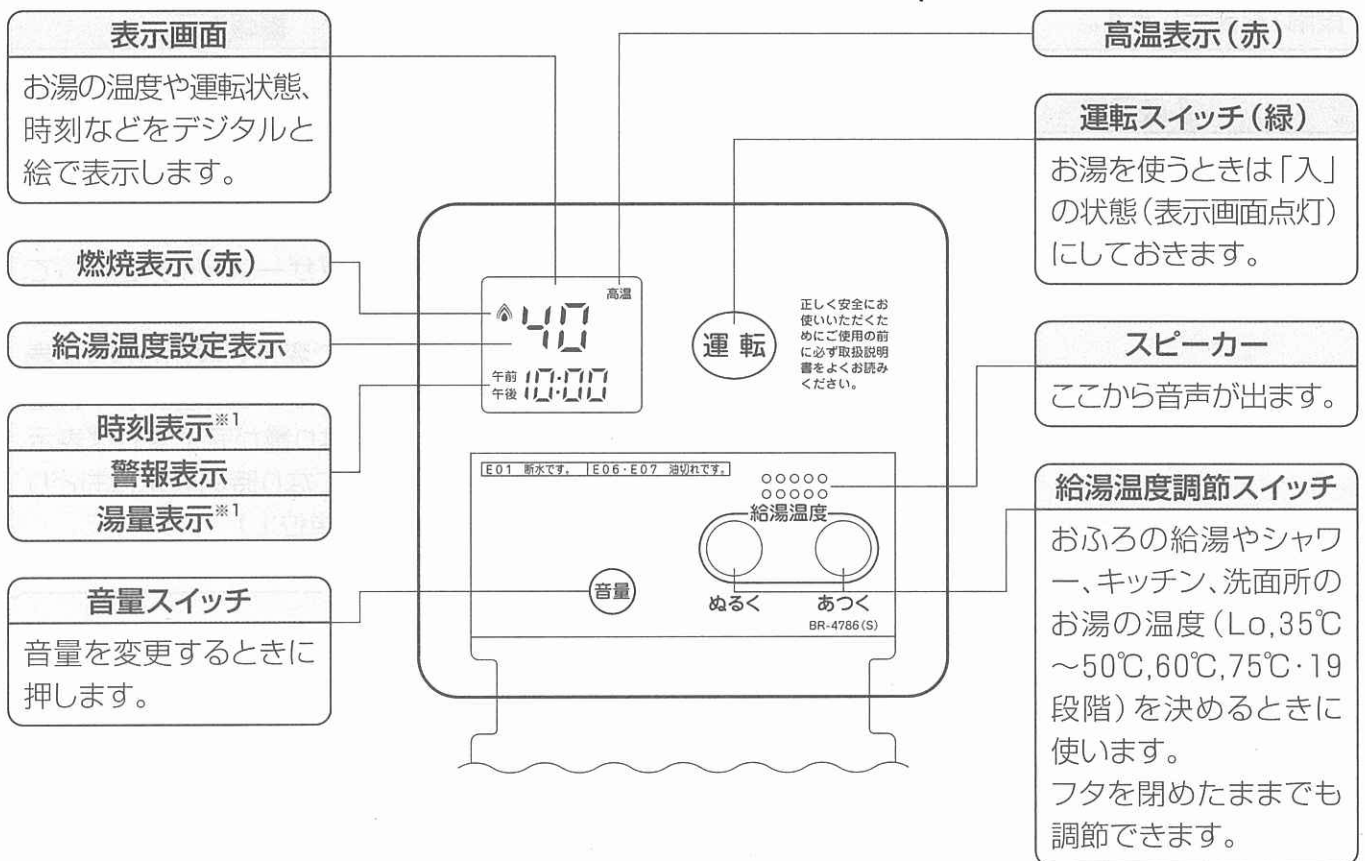 表示画面
お湯の温度や運転状態、
時刻などをデジタルと
絵で表示します。
燃焼表示(赤)
給湯温度設定表示
時刻表示※1
警報表示
湯量表示※1
音量スイッチ
音量を変更するときに
押します。
高温
40
午前
午後
10:00
運転
正しく安全にお
使いいただくた
めにご使用の前
に必ず取扱説明
書をよくお読み
ください。
E01 断水です。 E06・E07 油切れです。
給湯温度
音量
ぬるく あつく
BR-4786(S)
高温表示(赤)
運転スイッチ(緑)
お湯を使うときは「入」
の状態(表示画面点灯)
にしておきます。
スピーカー
ここから音声が出ます。
給湯温度調節スイッチ
おふろの給湯やシャワ
ー、キッチン、洗面所の
お湯の温度(Lo,35℃
~50℃,60℃,75℃・19
段階)を決めるときに
使います。
フタを閉めたままでも
調節できます。